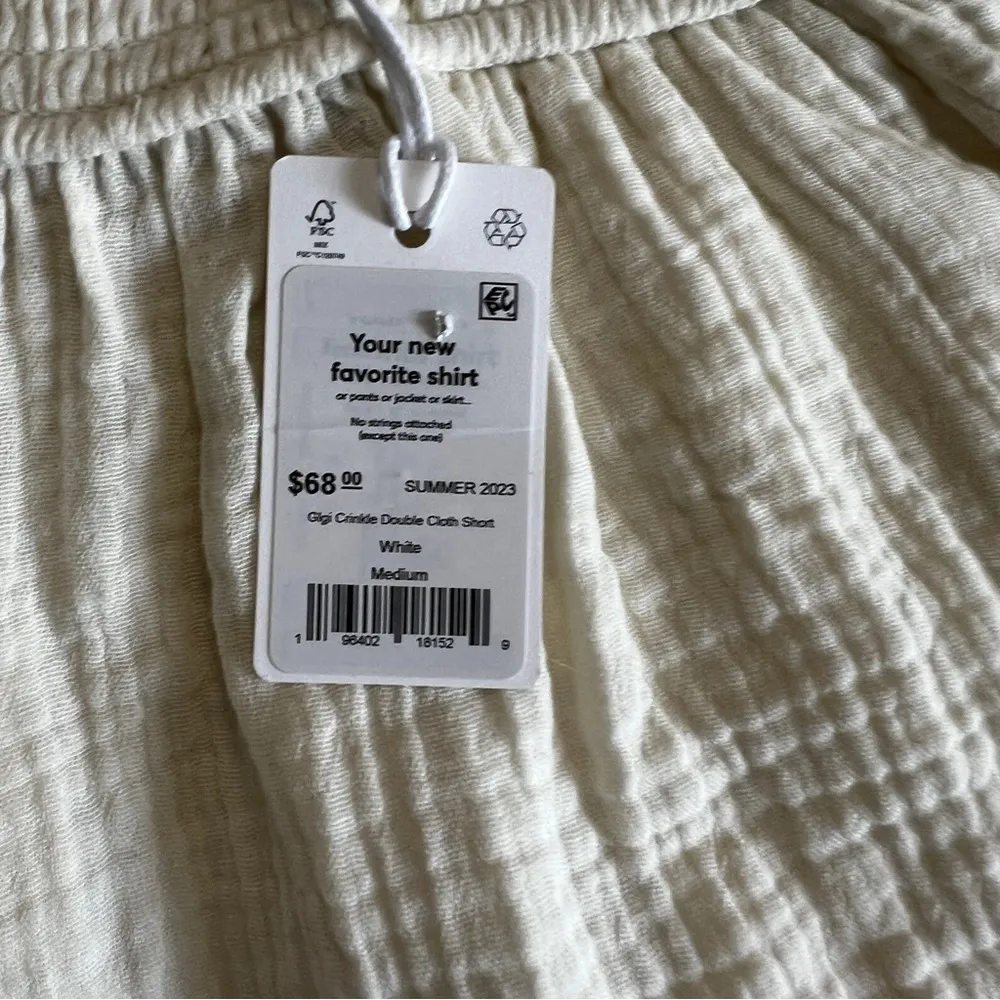 FSC
MIX
Your new
favorite shirt
or pants or jacket or skirt...
No strings attached
(except this one)
$68 00 SUMMER 2023
Gigi Crinkle Double Cloth Short
White
Medium
1 96402 18152 9